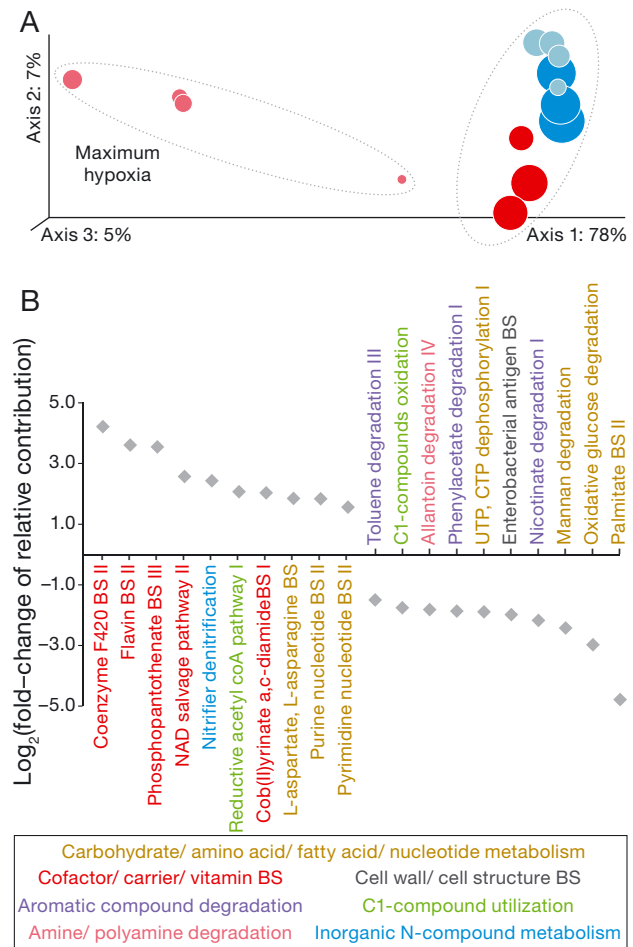 A
Axis 2: 7%
Maximum
hypoxia
Axis 3: 5%
Axis 1: 78%
B
Log2(fold−change of relative contribution)
5.0
3.0
1.0
−1.0
−3.0
−5.0
Toluene degradation III
C1-compounds oxidation
Allantoin degradation IV
Phenylacetate degradation I
UTP, CTP dephosphorylation I
Enterobacterial antigen BS
Nicotinate degradation I
Mannan degradation
Oxidative glucose degradation
Palmitate BS II
Coenzyme F420 BS II
Flavin BS II
Phosphopantothenate BS III
NAD salvage pathway II
Nitrifier denitrification
Reductive acetyl coA pathway I
Cob(II)yrinate a,c-diamideBS I
L-aspartate, L-asparagine BS
Purine nucleotide BS II
Pyrimidine nucleotide BS II
Carbohydrate/ amino acid/ fatty acid/ nucleotide metabolism
Cofactor/ carrier/ vitamin BS
Cell wall/ cell structure BS
Aromatic compound degradation
C1-compound utilization
Amine/ polyamine degradation
Inorganic N-compound metabolism